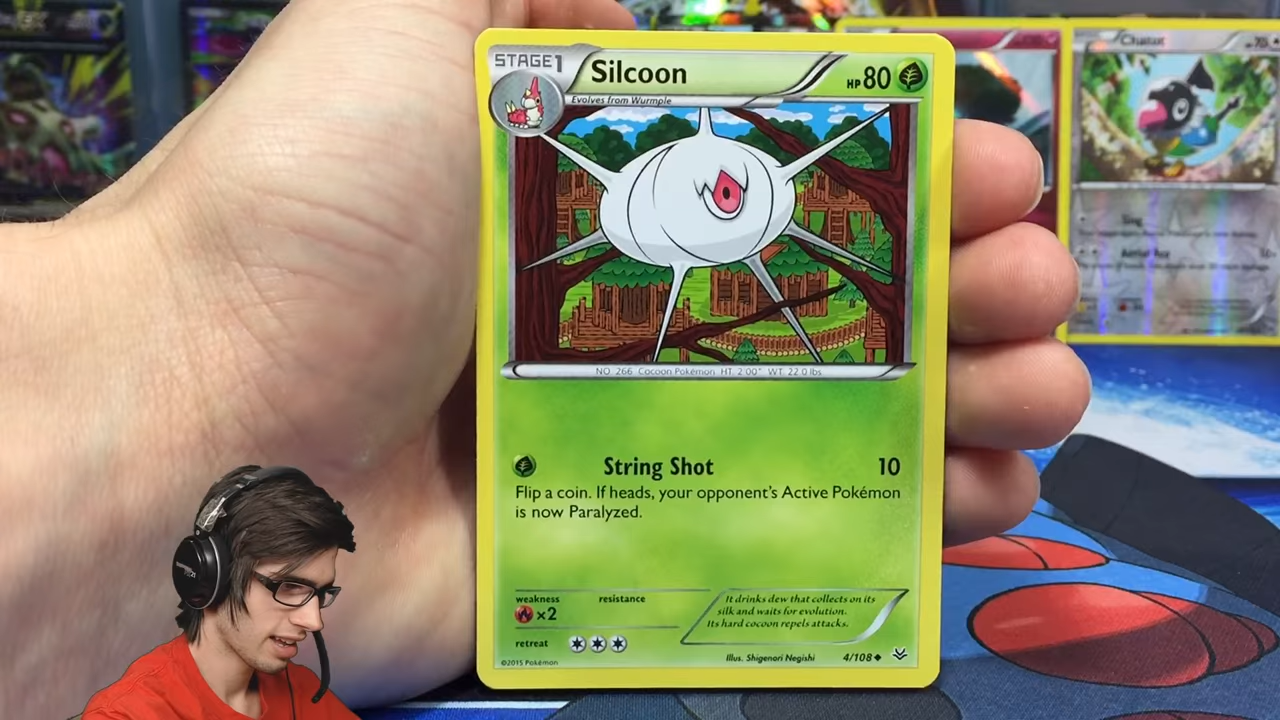 STAGE1
Silcoon
HP80
Evolves from Wurmple
NO. 266 Cocoon Pokémon HT. 2'00" WT. 22.0 lbs
String Shot 10
Flip a coin. If heads, your opponent's Active Pokémon
is now Paralyzed.
weakness
resistance
×2
retreat
It drinks dew that collects on its
silk and waits for evolution.
Its hard cocoon repels attacks.
©2015 Pokémon
Illus. Shigenori Negishi
4/108
Chatot
Sing